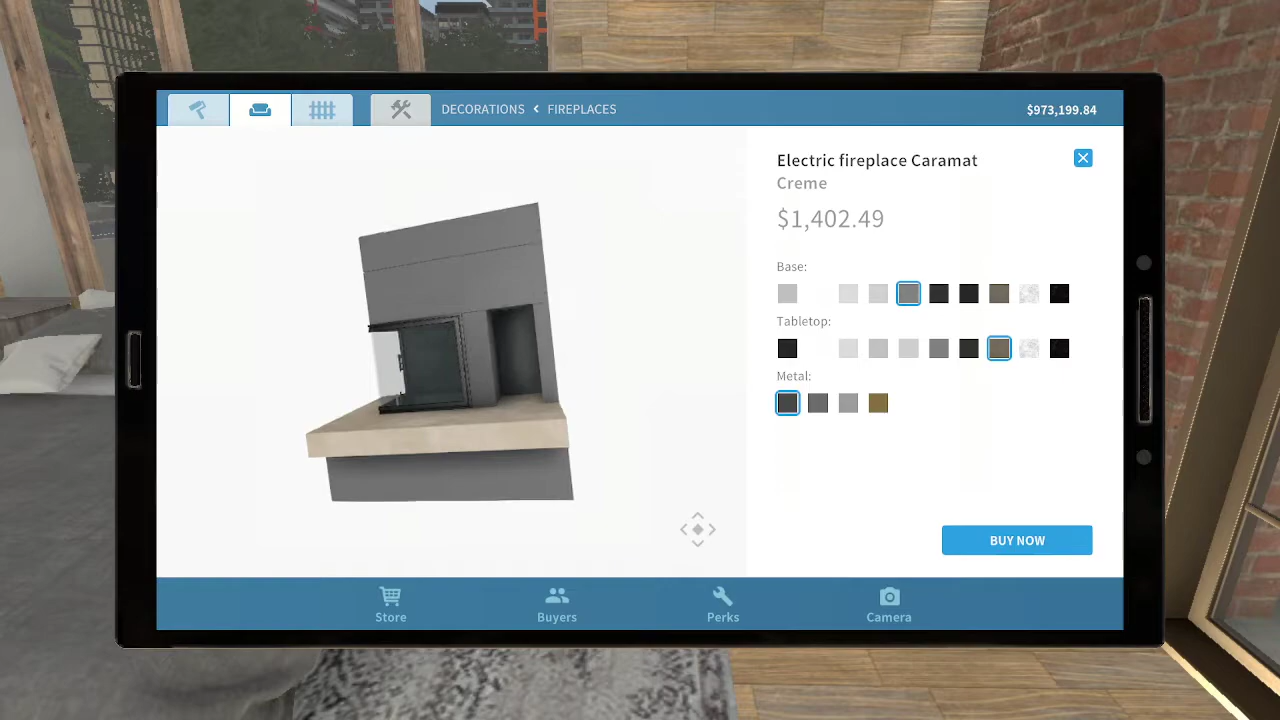 DECORATIONS < FIREPLACES
$973,199.84
Electric fireplace Caramat
Creme
$1,402.49
Base:
Tabletop:
Metal:
BUY NOW
Store
Buyers
Perks
Camera